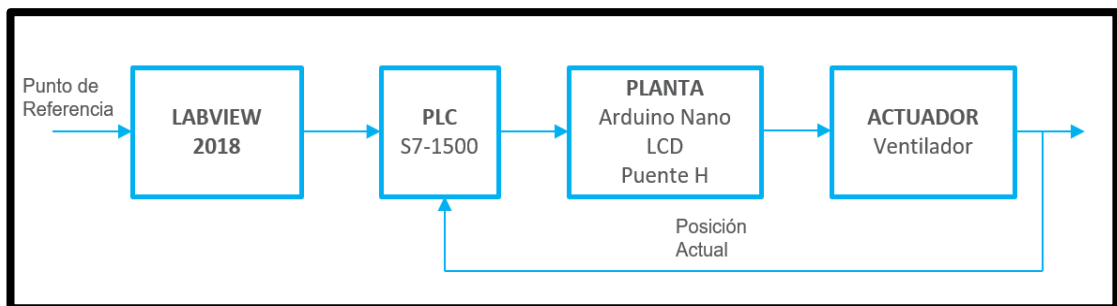 Punto de
Referencia
LABVIEW
2018
PLC
S7-1500
PLANTA
Arduino Nano
LCD
Puente H
ACTUADOR
Ventilador
Posición
Actual